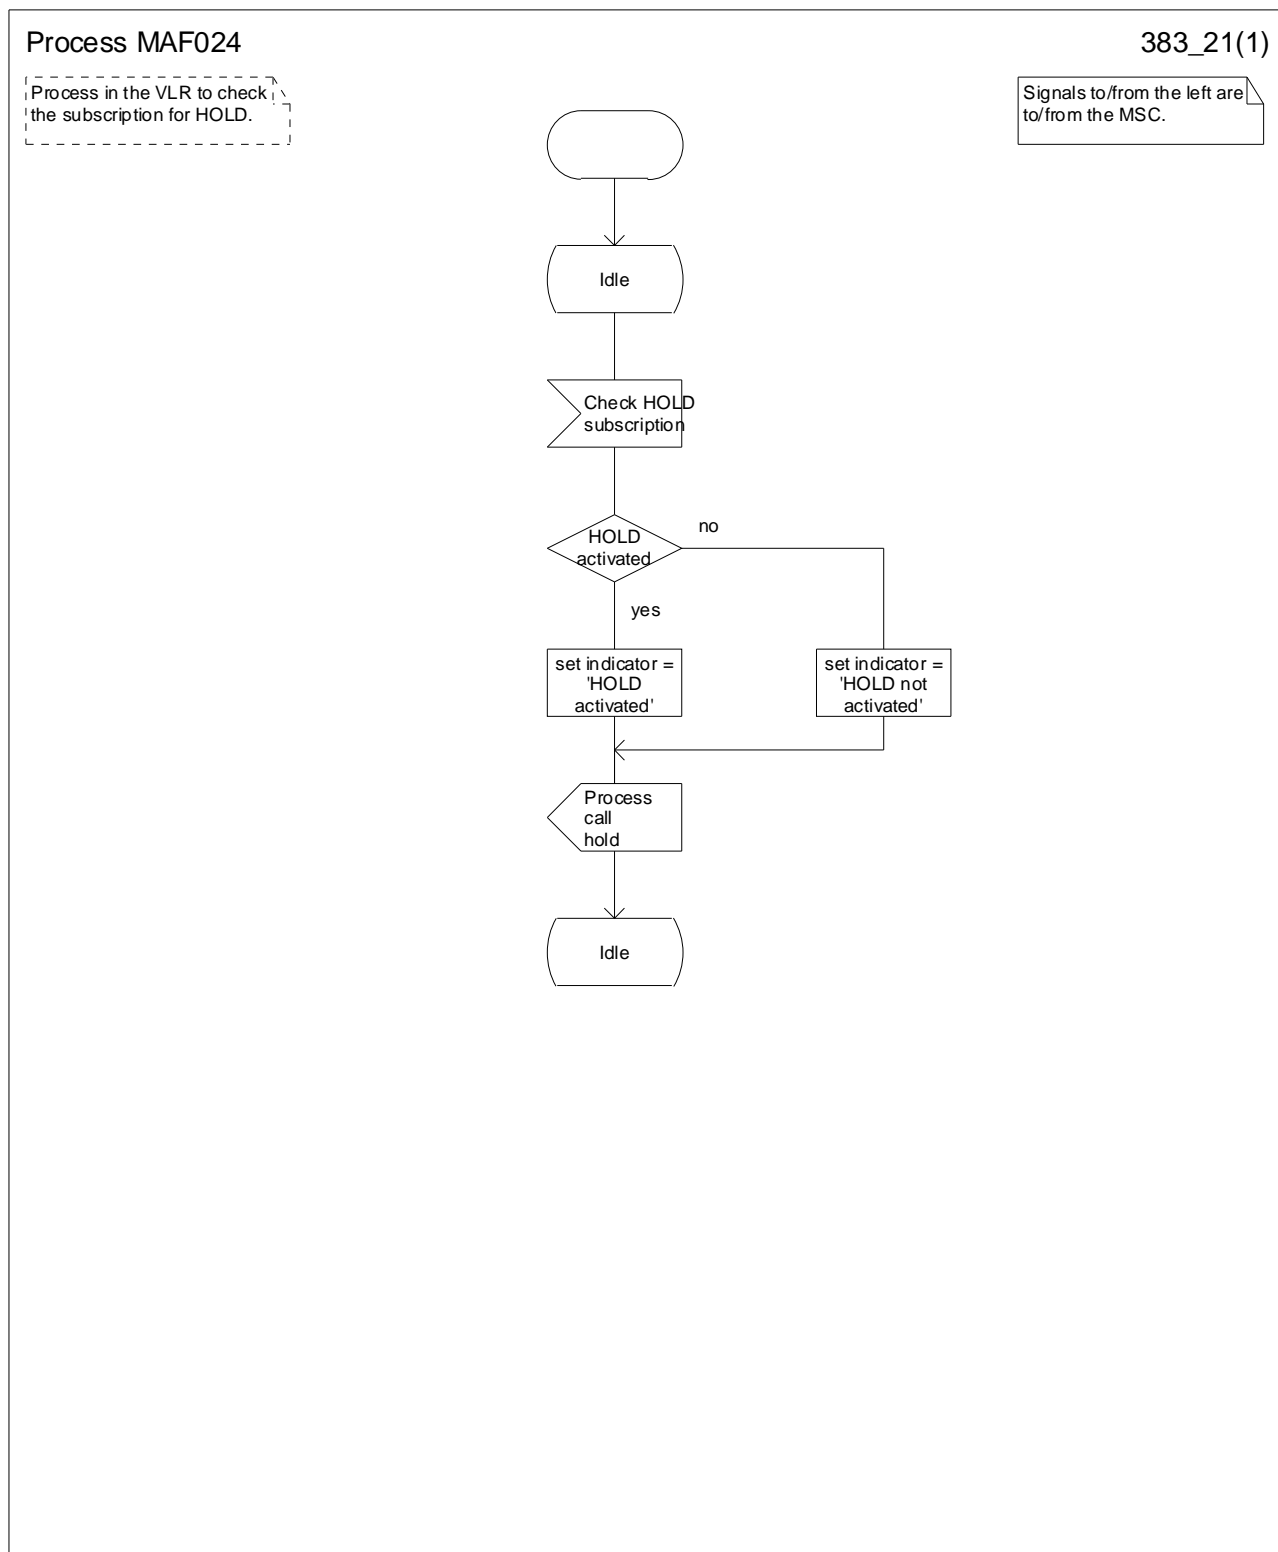 Process MAF024
383_21(1)
Process in the VLR to check
the subscription for HOLD.
Signals to/from the left are
to/from the MSC.
Idle
Check HOLD
subscription
HOLD
activated
no
yes
set indicator =
'HOLD
activated'
set indicator =
'HOLD not
activated'
Process
call
hold
Idle